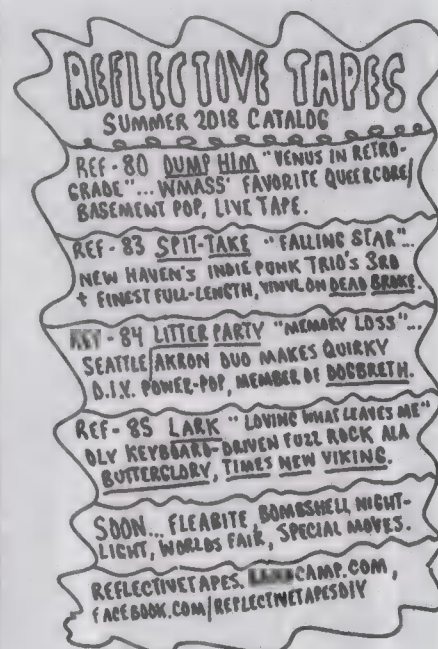 REFLECTIVE TAPES
SUMMER 2018 CATALOG
REF - 80 DUMP HIM "VENUS IN RETRO-
GRADE"... WMASS' FAVORITE QUEERCORE/
BASEMENT POP, LIVE TAPE.
REF - 83 SPIT-TAKE "FALLING STAR"...
NEW HAVEN'S INDIE PUNK TRIO'S 3RD
+ FINEST FULL-LENGTH, VINYL ON DEAD BROKE.
- 84 LITTER PARTY "MEMORY LOSS"...
SEATTLE/AKRON DUO MAKES QUIRKY
D.I.Y. POWER-POP, MEMBER OF DOGBRETH.
REF - 85 LARK "LOVING WHAT LEAVES ME"
OLY KEYBOARD-DRIVEN FUZZ ROCK ALA
BUTTERGLORY, TIMES NEW VIKING.
SOON... FLEABITE, BOMBSHELL NIGHT-
LIGHT, WORLDS FAIR, SPECIAL MOVES.
REFLECTIVETAPES. CAMP.COM,
FACEBOOK.COM/REFLECTIVETAPESDIY